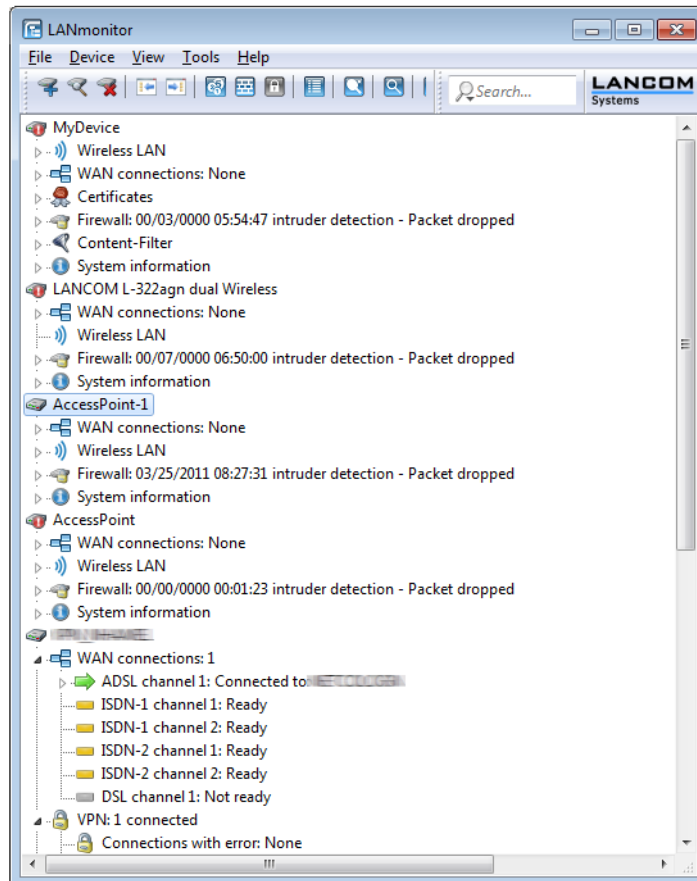 LANmonitor
File Device View Tools Help
Search...
LANCOM
Systems
MyDevice
Wireless LAN
WAN connections: None
Certificates
Firewall: 00/03/0000 05:54:47 intruder detection - Packet dropped
Content-Filter
System information
LANCOM L-322agn dual Wireless
WAN connections: None
Wireless LAN
Firewall: 00/07/0000 06:50:00 intruder detection - Packet dropped
System information
AccessPoint-1
WAN connections: None
Wireless LAN
Firewall: 03/25/2011 08:27:31 intruder detection - Packet dropped
System information
AccessPoint
WAN connections: None
Wireless LAN
Firewall: 00/00/0000 00:01:23 intruder detection - Packet dropped
System information
WAN connections: 1
ADSL channel 1: Connected to
ISDN-1 channel 1: Ready
ISDN-1 channel 2: Ready
ISDN-2 channel 1: Ready
ISDN-2 channel 2: Ready
DSL channel 1: Not ready
VPN: 1 connected
Connections with error: None